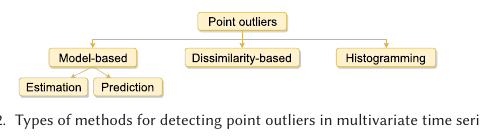 Point outliers
Model-based Dissimilarity-based Histogramming
Estimation Prediction
2. Types of methods for detecting point outliers in multivariate time seri